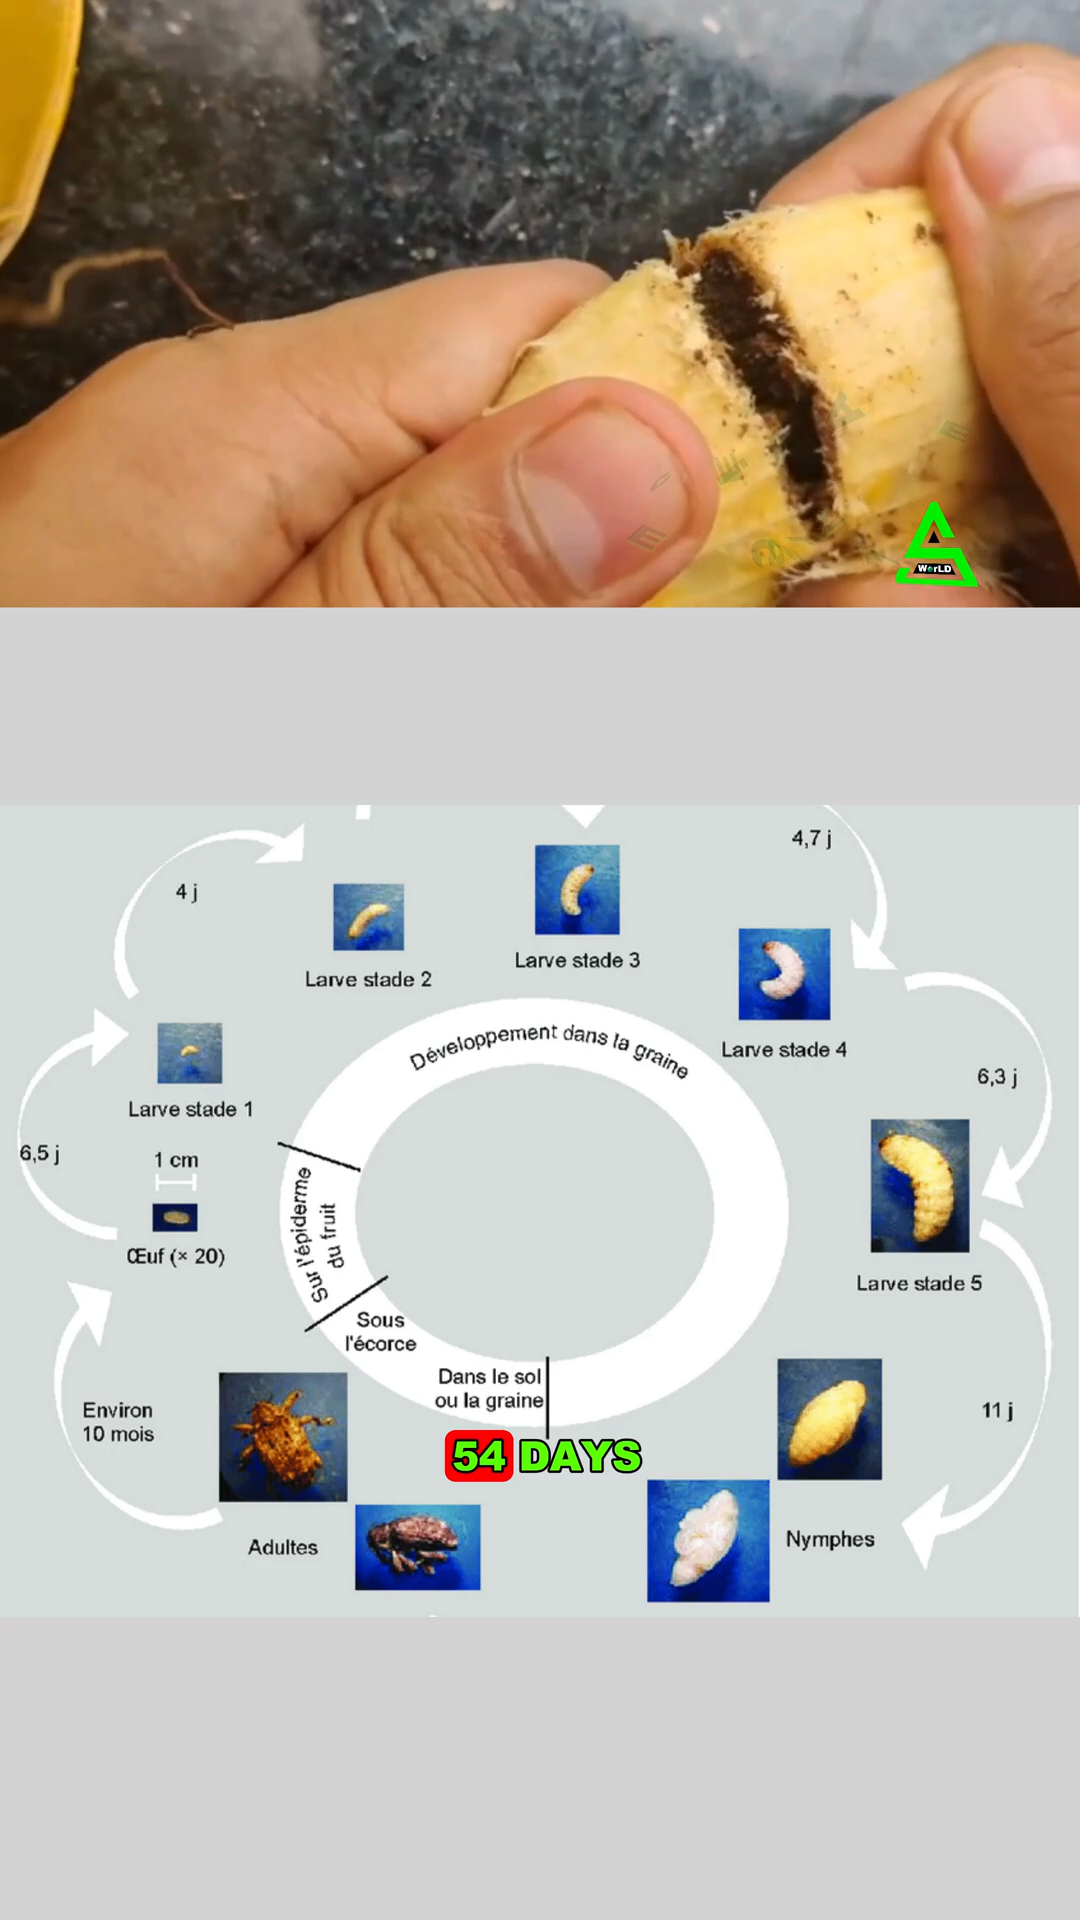 WorLD
4,7 j
4 j
Larve stade 2
Larve stade 3
Larve stade 4
Développement dans la graine
6,3 j
Larve stade 1
6,5 j
1 cm
Œuf (× 20)
Sur l'épiderme
du fruit
Larve stade 5
Sous
l'écorce
Dans le sol
ou la graine
Environ
10 mois
11 j
54 DAYS
Adultes
Nymphes